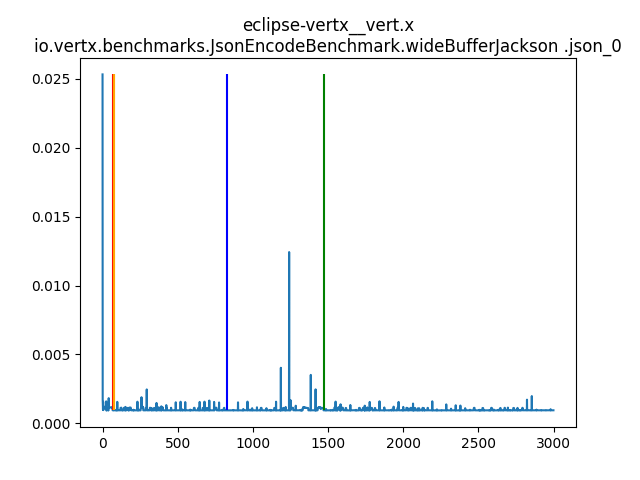 eclipse-vertx__vert.x
io.vertx.benchmarks.JsonEncodeBenchmark.wideBufferJackson .json_0
0.025
0.020
0.015
0.010
0.005
0.000
0 500 1000 1500 2000 2500 3000